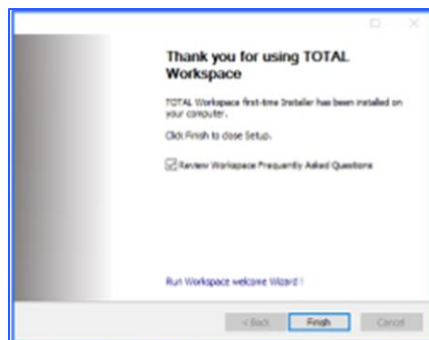 Thank you for using TOTAL
Workspace
TOTAL Workspace first-time Installer has been installed on
your computer.
Click Finish to close Setup.
Review Workspace Frequently Asked Questions
Run Workspace welcome Wizard !
< Back
Finish
Cancel